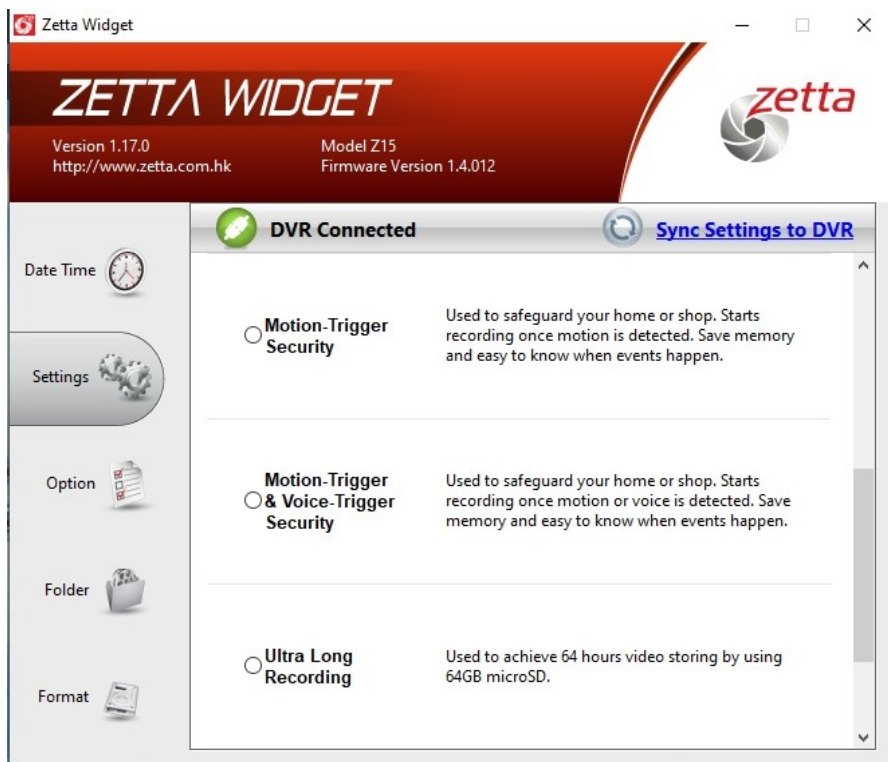 Zetta Widget
ZETTA WIDGET
zetta
Version 1.17.0
Model Z15
http://www.zetta.com.hk
Firmware Version 1.4.012
DVR Connected
Sync Settings to DVR
Date Time
Settings
Option
Folder
Format
Motion-Trigger
Security
Used to safeguard your home or shop. Starts
recording once motion is detected. Save memory
and easy to know when events happen.
Motion-Trigger
& Voice-Trigger
Security
Used to safeguard your home or shop. Starts
recording once motion or voice is detected. Save
memory and easy to know when events happen.
Ultra Long
Recording
Used to achieve 64 hours video storing by using
64GB microSD.